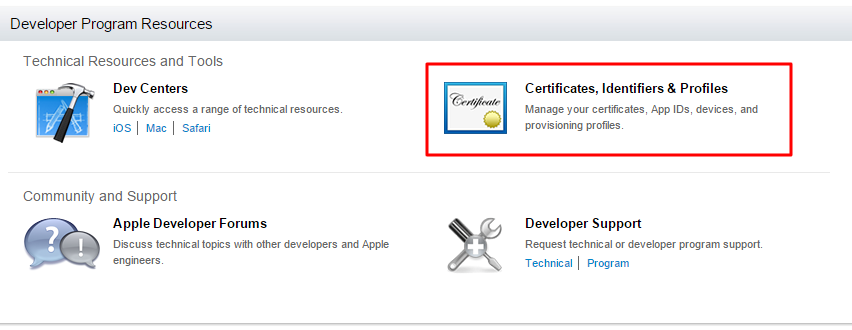 Developer Program Resources
Technical Resources and Tools
Dev Centers
Quickly access a range of technical resources.
iOS | Mac | Safari
Certificate
Certificates, Identifiers & Profiles
Manage your certificates, App IDs, devices, and
provisioning profiles.
Community and Support
? !
Apple Developer Forums
Discuss technical topics with other developers and Apple
engineers.
Developer Support
Request technical or developer program support.
Technical | Program